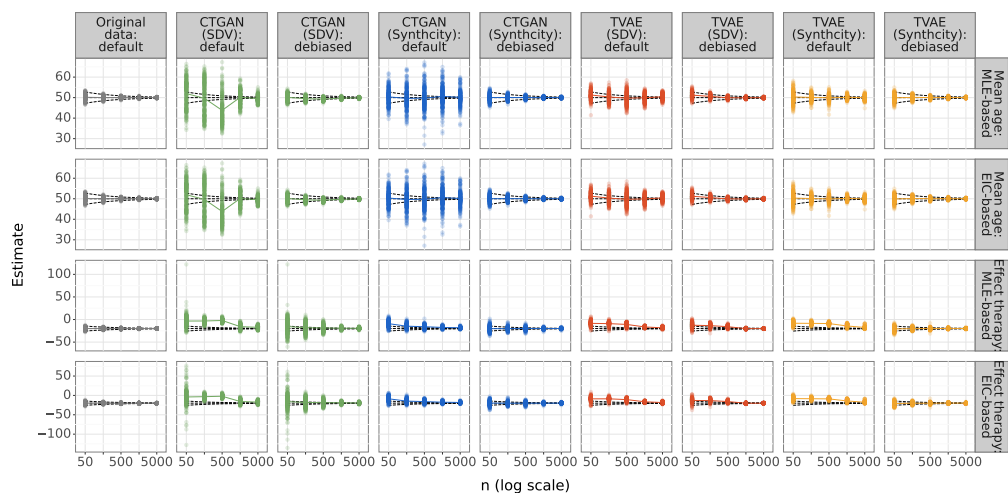 Original
data:
default
CTGAN
(SDV):
default
CTGAN
(SDV):
debiased
CTGAN
(Synthcity):
default
CTGAN
(Synthcity):
debiased
TVAE
(SDV):
default
TVAE
(SDV):
debiased
TVAE
(Synthcity):
default
TVAE
(Synthcity):
debiased
60
50
40
30
Mean age:
MLE-based
60
50
40
30
Mean age:
EIC-based
100
50
0
−50
Effect therapy:
MLE-based
50
0
−50
−100
Effect therapy:
EIC-based
Estimate
50 500 5000
50 500 5000
50 500 5000
50 500 5000
50 500 5000
50 500 5000
50 500 5000
50 500 5000
50 500 5000
n (log scale)